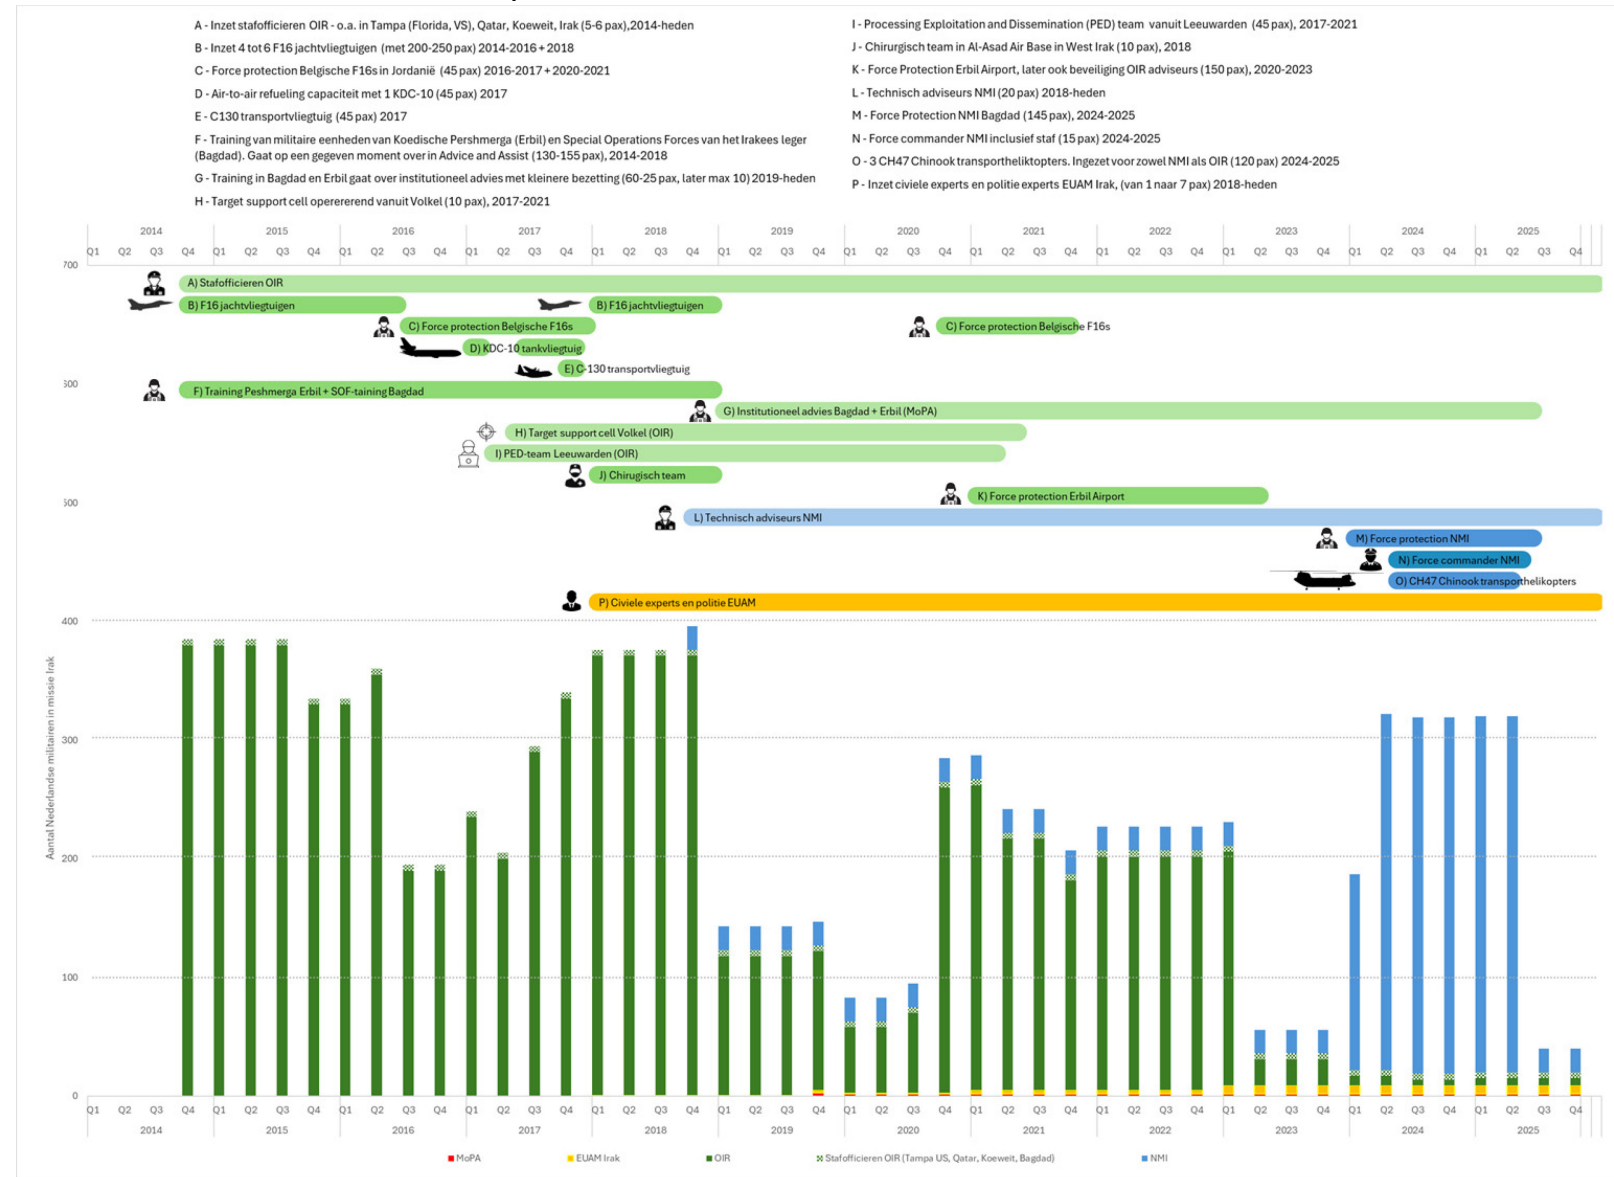 A - Inzet stafofficieren OIR - o.a. in Tampa (Florida, VS), Qatar, Koeweit, Irak (5-6 pax),2014-heden
B - Inzet 4 tot 6 F16 jachtvliegtuigen (met 200-250 pax) 2014-2016 + 2018
C - Force protection Belgische F16s in Jordanië (45 pax) 2016-2017 + 2020-2021
D - Air-to-air refueling capaciteit met 1 KDC-10 (45 pax) 2017
E - C130 transportvliegtuig (45 pax) 2017
F - Training van militaire eenheden van Koedische Pershmerga (Erbil) en Special Operations Forces van het Irakees leger
(Bagdad). Gaat op een gegeven moment over in Advice and Assist (130-155 pax), 2014-2018
G - Training in Bagdad en Erbil gaat over institutioneel advies met kleinere bezetting (60-25 pax, later max 10) 2019-heden
H - Target support cell operererend vanuit Volkel (10 pax), 2017-2021
I - Processing Exploitation and Dissemination (PED) team vanuit Leeuwarden (45 pax), 2017-2021
J - Chirurgisch team in Al-Asad Air Base in West Irak (10 pax), 2018
K - Force Protection Erbil Airport, later ook beveiliging OIR adviseurs (150 pax), 2020-2023
L - Technisch adviseurs NMI (20 pax) 2018-heden
M - Force Protection NMI Bagdad (145 pax), 2024-2025
N - Force commander NMI inclusief staf (15 pax) 2024-2025
O - 3 CH47 Chinook transportheliktopters. Ingezet voor zowel NMI als OIR (120 pax) 2024-2025
P - Inzet civiele experts en politie experts EUAM Irak, (van 1 naar 7 pax) 2018-heden
2014 2015 2016 2017 2018 2019 2020 2021 2022 2023 2024 2025
Q1 Q2 Q3 Q4 Q1 Q2 Q3 Q4 Q1 Q2 Q3 Q4 Q1 Q2 Q3 Q4 Q1 Q2 Q3 Q4 Q1 Q2 Q3 Q4 Q1 Q2 Q3 Q4 Q1 Q2 Q3 Q4 Q1 Q2 Q3 Q4 Q1 Q2 Q3 Q4 Q1 Q2 Q3 Q4 Q1 Q2 Q3 Q4
700
A) Stafofficieren OIR
B) F16 jachtvliegtuigen B) F16 jachtvliegtuigen
C) Force protection Belgische F16s C) Force protection Belgische F16s
D) KDC-10 tankvliegtuig
E) C-130 transportvliegtuig
600
F) Training Peshmerga Erbil + SOF-taining Bagdad
G) Institutioneel advies Bagdad + Erbil (MoPA)
H) Target support cell Volkel (OIR)
I) PED-team Leeuwarden (OIR)
J) Chirugisch team
K) Force protection Erbil Airport
500
L) Technisch adviseurs NMI
M) Force protection NMI
N) Force commander NMI
O) CH47 Chinook transporthelikopters
P) Civiele experts en politie EUAM
400
300
200
100
0
Aantal Nederlandse militairen in missie Irak
Q1 Q2 Q3 Q4 Q1 Q2 Q3 Q4 Q1 Q2 Q3 Q4 Q1 Q2 Q3 Q4 Q1 Q2 Q3 Q4 Q1 Q2 Q3 Q4 Q1 Q2 Q3 Q4 Q1 Q2 Q3 Q4 Q1 Q2 Q3 Q4 Q1 Q2 Q3 Q4 Q1 Q2 Q3 Q4 Q1 Q2 Q3 Q4
2014 2015 2016 2017 2018 2019 2020 2021 2022 2023 2024 2025
MoPA EUAM Irak OIR Stafofficieren OIR (Tampa US, Qatar, Koeweit, Bagdad) NMI